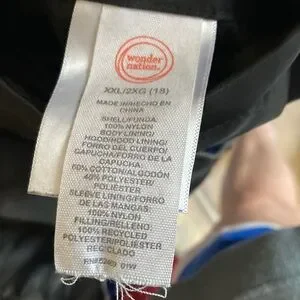 wonder
nation.
XXL/2XG (18)
MADE IN/HECHO EN
CHINA
SHELL/FUNDA
100% NYLON
BODY LINING/
HOOD/HOOD LINING/
FORRO DEL CUERPO/
CAPUCHA/FORRO DE LA
CAPUCHA
60% COTTON/ALGODÓN
40% POLYESTER/
POLIÉSTER
SLEEVE LINING/FORRO
DE LAS MANGAS:
100% NYLON
FILLING/RELLENO
100% RECYCLED
POLYESTER/POLIÉSTER
RECICLADO
01W